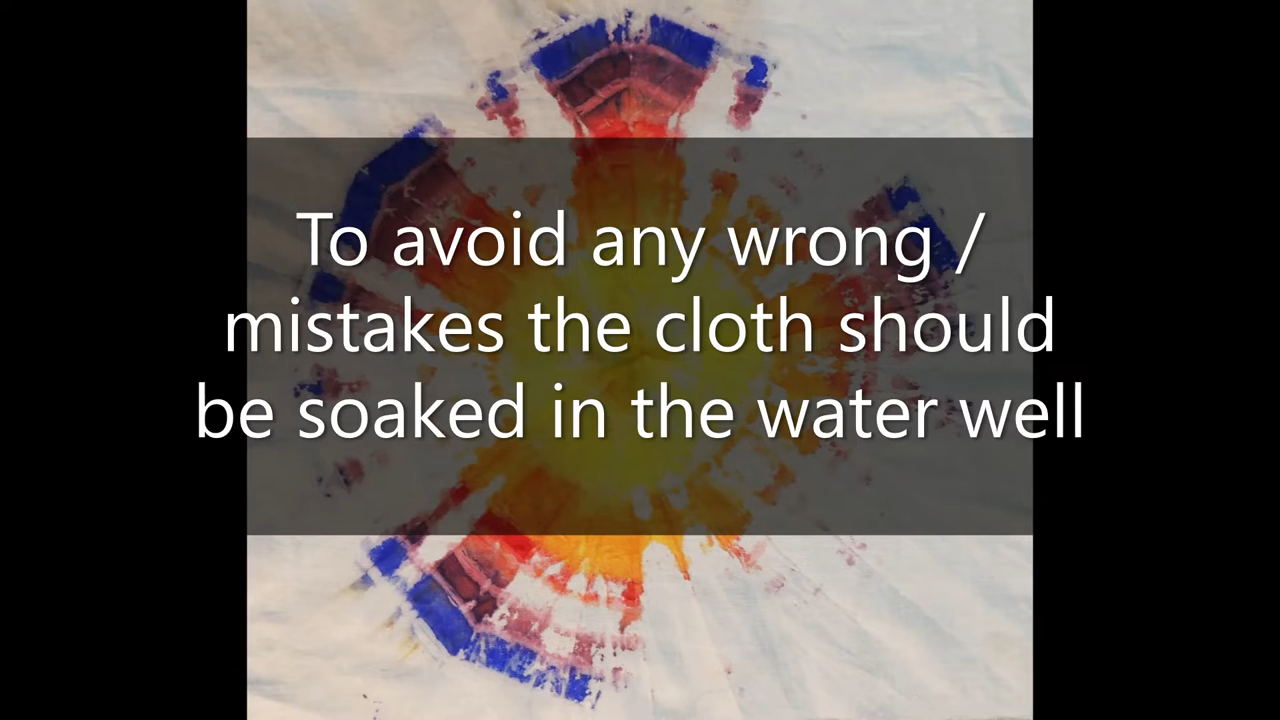 To avoid any wrong /
mistakes the cloth should
be soaked in the water well